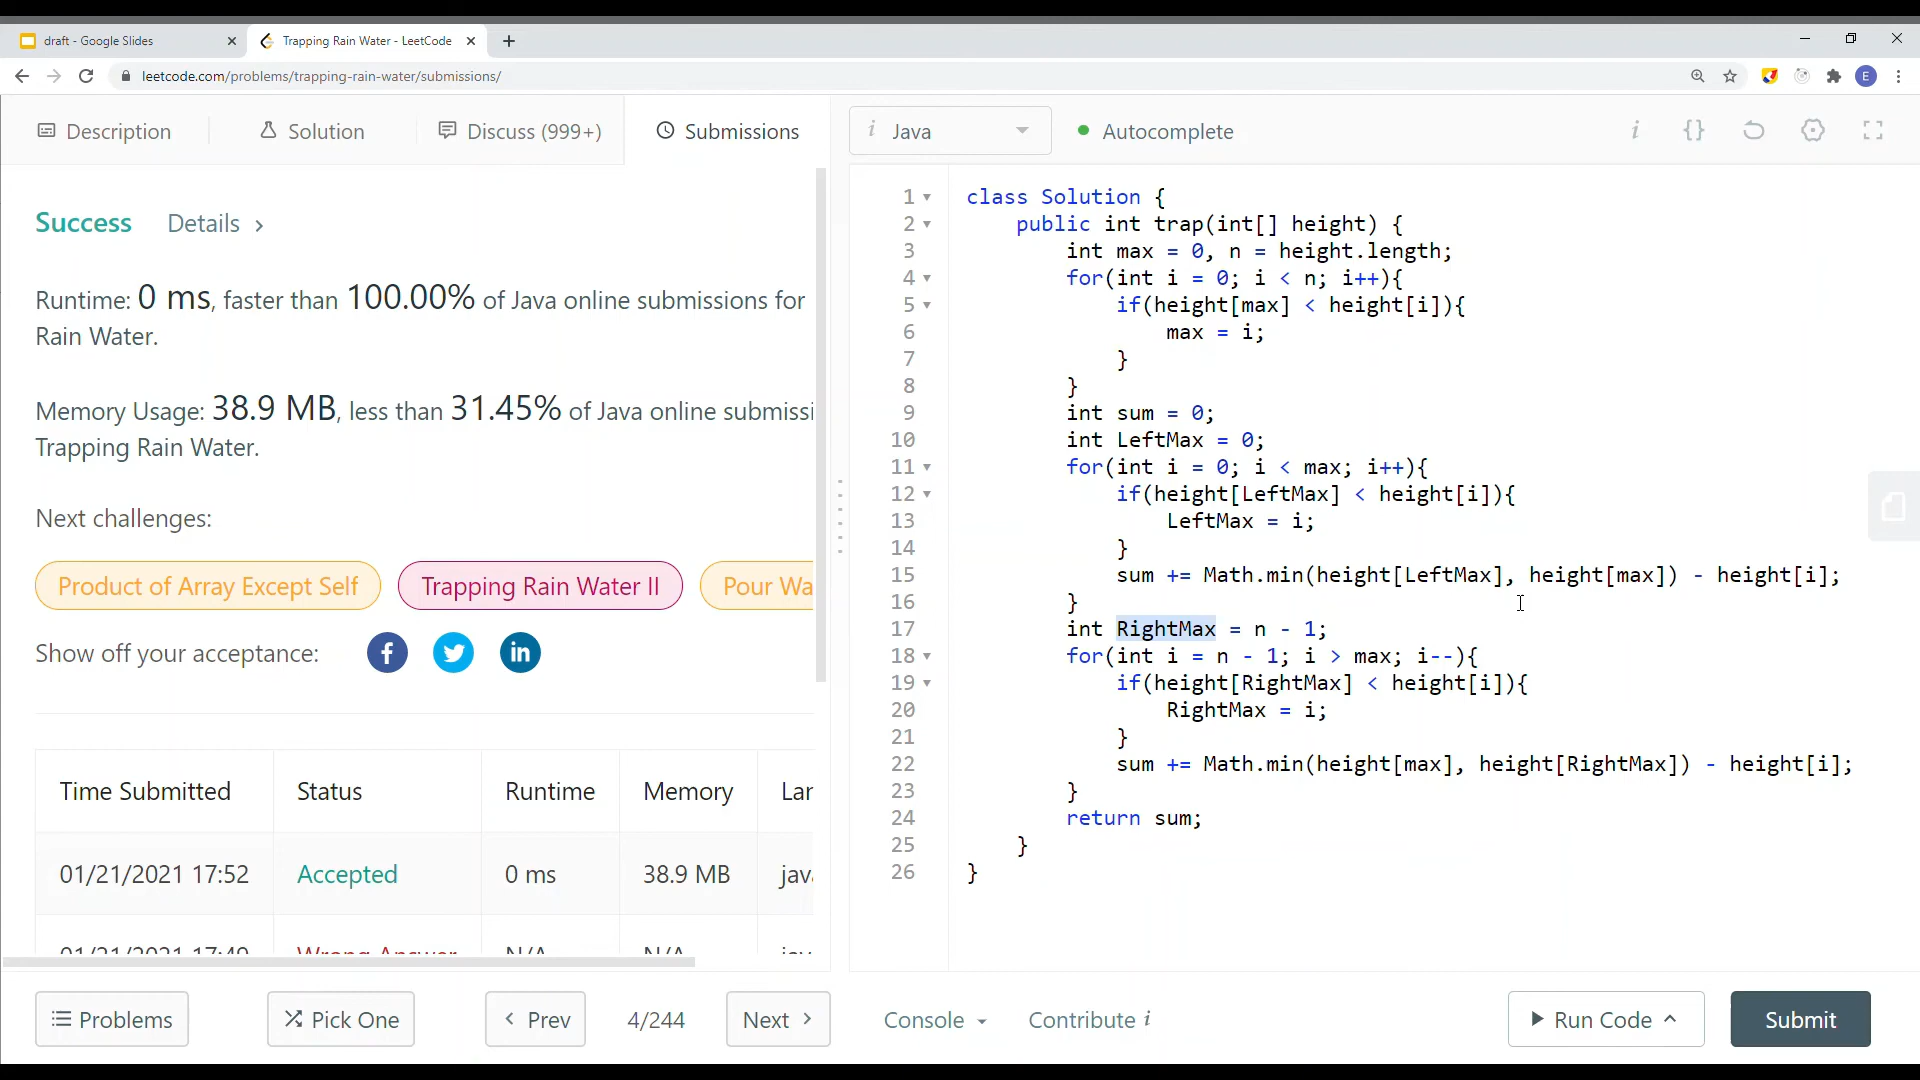 draft - Google Slides
Trapping Rain Water - LeetCode
leetcode.com/problems/trapping-rain-water/submissions/
E
Description
Solution
Discuss (999+)
Submissions
i Java
Autocomplete
i
{}
Success
Details
Runtime: 0 ms, faster than 100.00% of Java online submissions for
Rain Water.
Memory Usage: 38.9 MB, less than 31.45% of Java online submissi
Trapping Rain Water.
Next challenges:
Product of Array Except Self
Trapping Rain Water II
Pour Wa
Show off your acceptance:
Time Submitted Status Runtime Memory Lar
01/21/2021 17:52 Accepted 0 ms 38.9 MB java
01/21/2021 17:49 Wrong Answer N/A N/A java
1 class Solution {
2 public int trap(int[] height) {
3 int max = 0, n = height.length;
4 for(int i = 0; i < n; i++){
5 if(height[max] < height[i]){
6 max = i;
7 }
8 }
9 int sum = 0;
10 int LeftMax = 0;
11 for(int i = 0; i < max; i++){
12 if(height[LeftMax] < height[i]){
13 LeftMax = i;
14 }
15 sum += Math.min(height[LeftMax], height[max]) - height[i];
16 }
17 int RightMax = n - 1;
18 for(int i = n - 1; i > max; i--){
19 if(height[RightMax] < height[i]){
20 RightMax = i;
21 }
22 sum += Math.min(height[max], height[RightMax]) - height[i];
23 }
24 return sum;
25 }
26 }
Problems
Pick One
Prev
4/244
Next
Console
Contribute i
Run Code
Submit